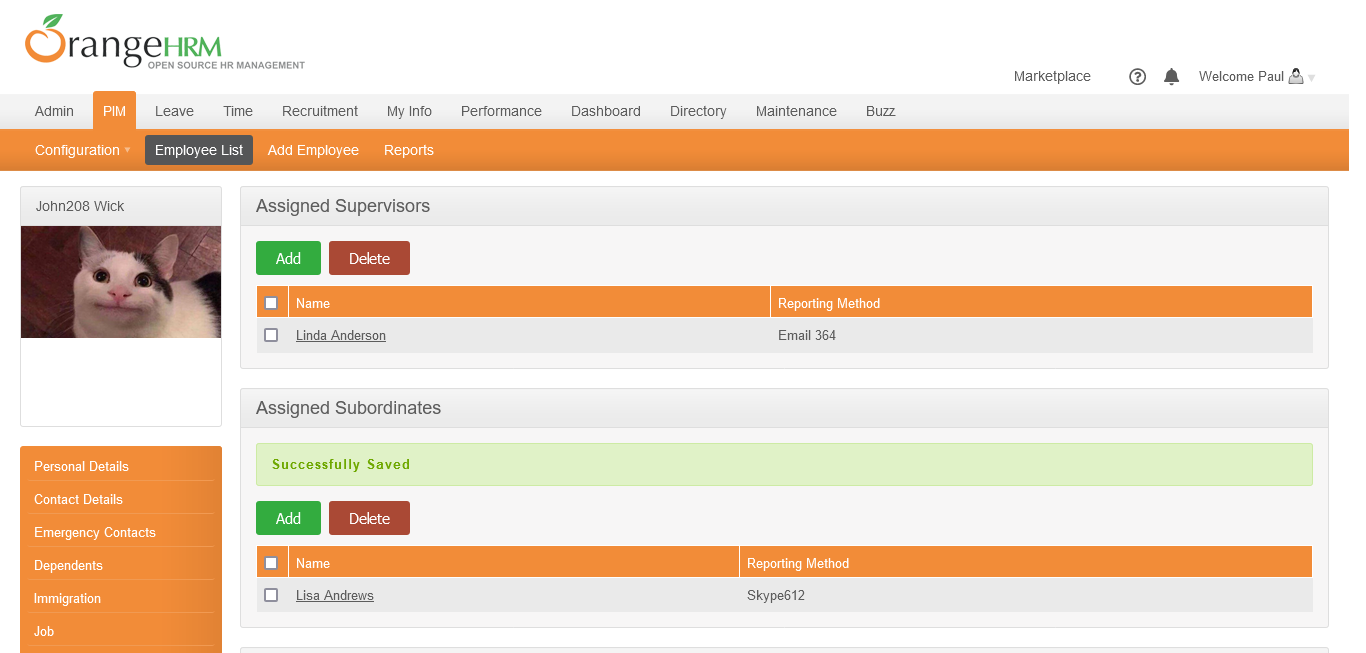 OrangeHRM
OPEN SOURCE HR MANAGEMENT
Marketplace Welcome Paul
Admin PIM Leave Time Recruitment My Info Performance Dashboard Directory Maintenance Buzz
Configuration Employee List Add Employee Reports
John208 Wick
Personal Details
Contact Details
Emergency Contacts
Dependents
Immigration
Job
Assigned Supervisors
Add Delete
Name Reporting Method
Linda Anderson Email 364
Assigned Subordinates
Successfully Saved
Add Delete
Name Reporting Method
Lisa Andrews Skype612